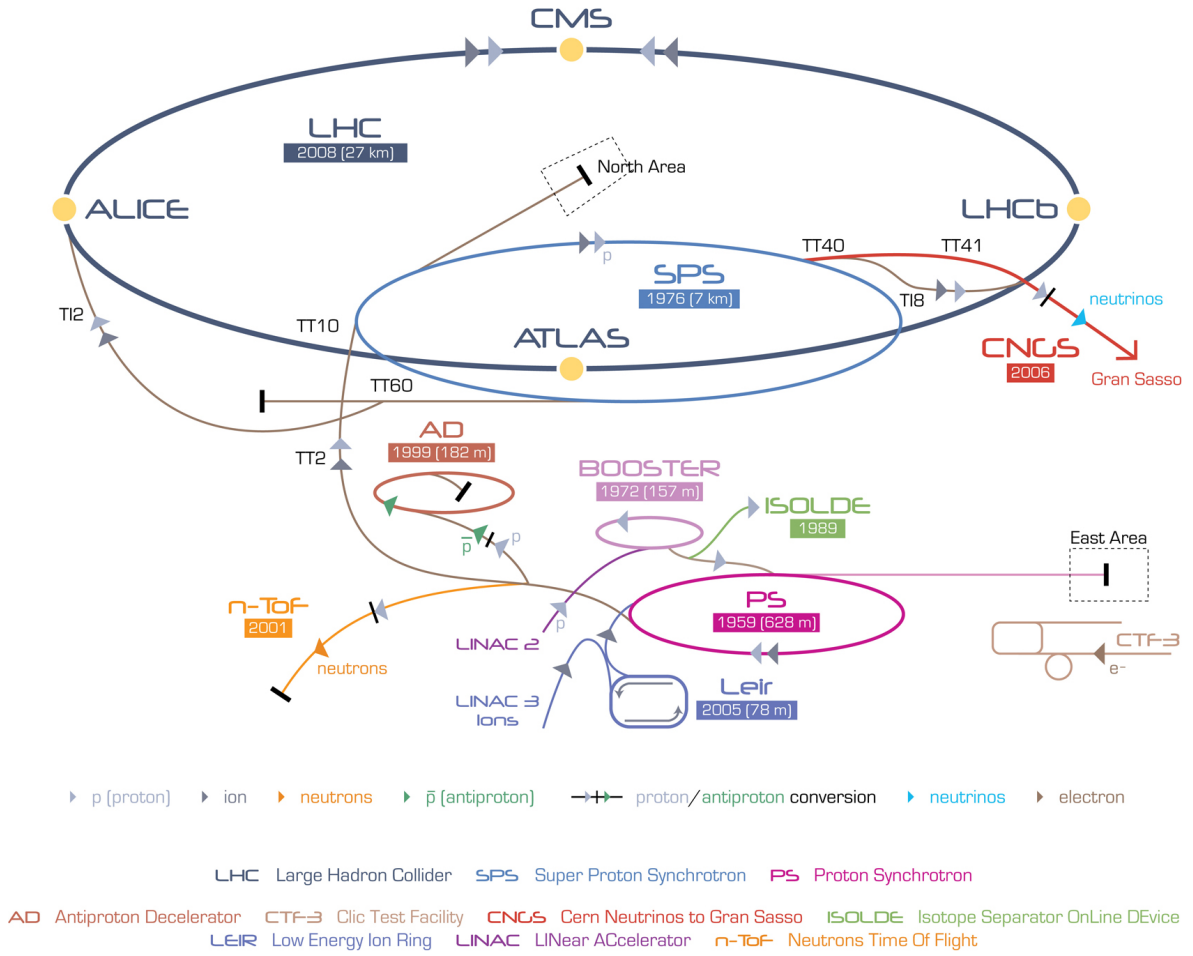 CMS
LHC
2008 (27 km)
North Area
ALICE
LHCb
TT40
TT41
p
SPS
1976 (7 km)
TI8
neutrinos
TI2
TT10
ATLAS
CNGS
2006
Gran Sasso
TT60
AD
1999 (182 m)
TT2
BOOSTER
1972 (157 m)
ISOLDE
1989
p̅
p
East Area
n-ToF
2001
LINAC 2
p
PS
1959 (628 m)
CTF-3
e-
neutrons
LINAC 3
Ions
Leir
2005 (78 m)
p (proton)
ion
neutrons
p̅ (antiproton)
proton/antiproton conversion
neutrinos
electron
LHC Large Hadron Collider SPS Super Proton Synchrotron PS Proton Synchrotron
AD Antiproton Decelerator CTF-3 Clic Test Facility CNGS Cern Neutrinos to Gran Sasso ISOLDE Isotope Separator OnLine DEvice
LEIR Low Energy Ion Ring LINAC LINear ACcelerator n-ToF Neutrons Time Of Flight